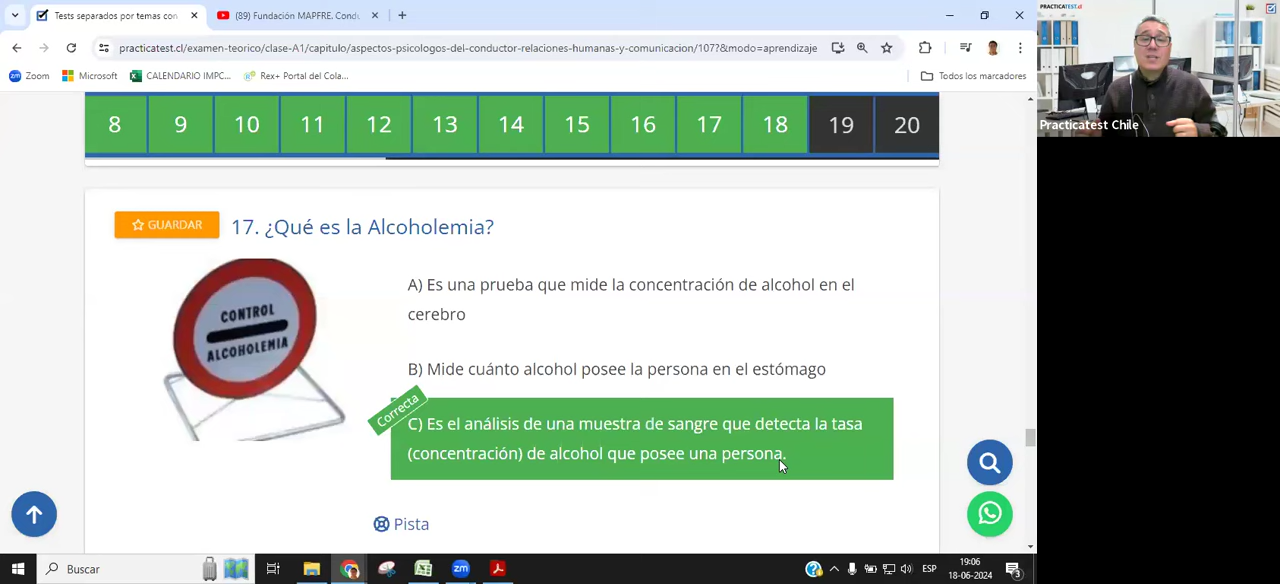 Tests separados por temas con
(89) Fundación MAPFRE.
practicatest.cl/examen-teorico/clase-A1/capitulo/aspectos-psicologos-del-conductor-relaciones-humanas-y-comunicacion/107?&modo=aprendizaje
Zoom
Microsoft
CALENDARIO IMPC...
Rex+ Portal del Cola...
Todos los marcadores
PRACTICATEST.cl
Practicatest Chile
8 9 10 11 12 13 14 15 16 17 18 19 20
GUARDAR
17. ¿Qué es la Alcoholemia?
CONTROL
ALCOHOLEMIA
A) Es una prueba que mide la concentración de alcohol en el
cerebro
B) Mide cuánto alcohol posee la persona en el estómago
Correcta
C) Es el análisis de una muestra de sangre que detecta la tasa
(concentración) de alcohol que posee una persona.
Pista
Buscar
ESP
19:06
18-06-2024
3